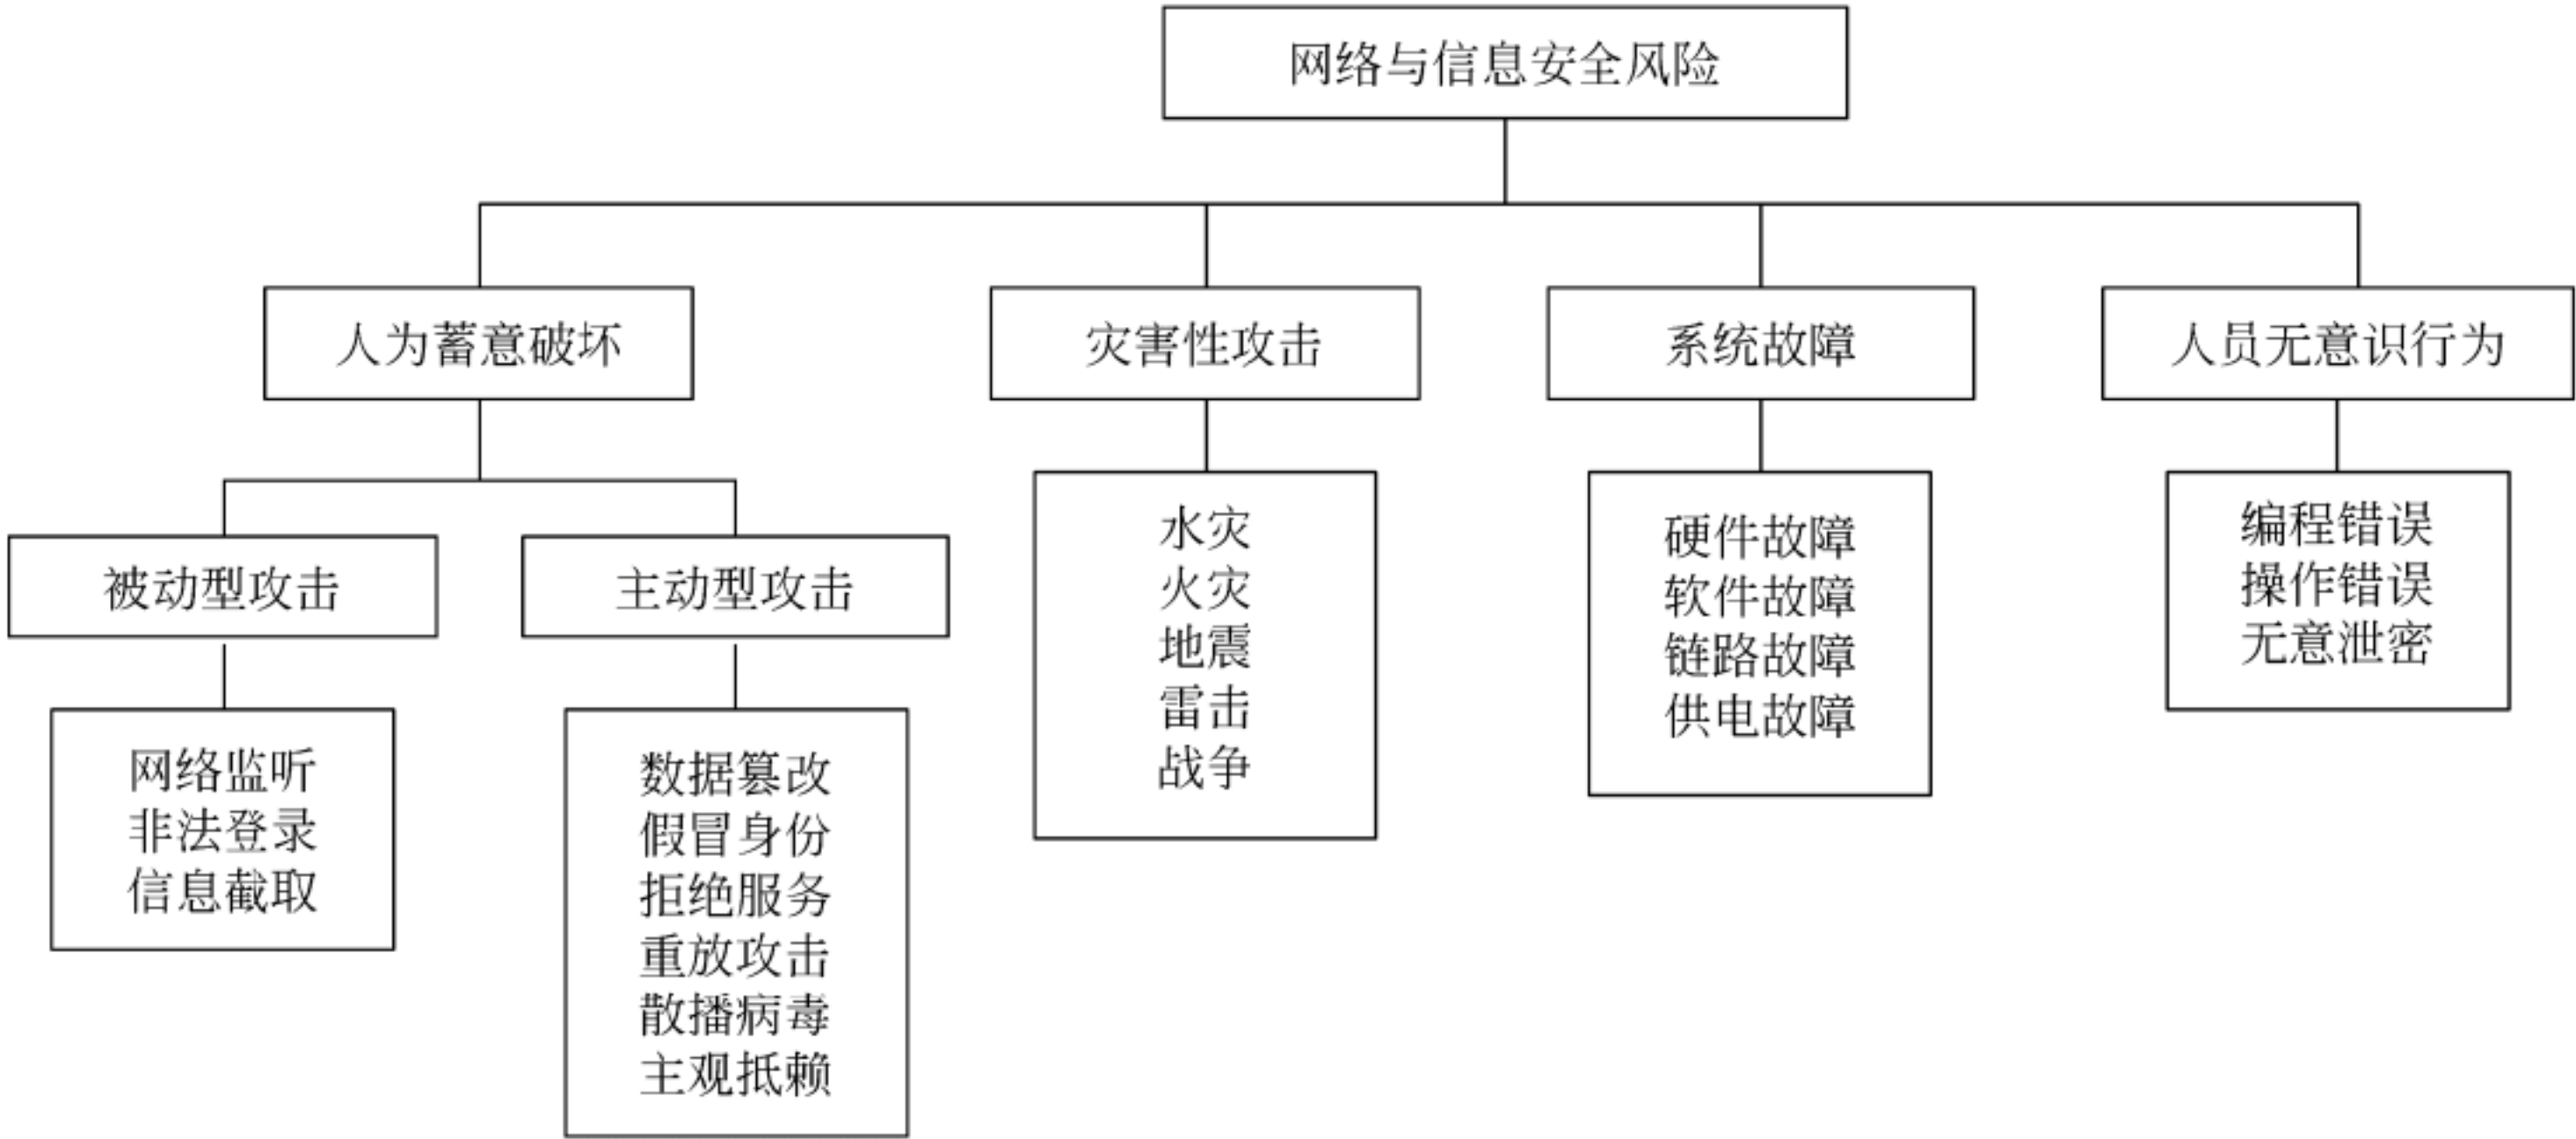 网络与信息安全风险
人为蓄意破坏
灾害性攻击
系统故障
人员无意识行为
被动型攻击
主动型攻击
网络监听
非法登录
信息截取
数据篡改
假冒身份
拒绝服务
重放攻击
散播病毒
主观抵赖
水灾
火灾
地震
雷击
战争
硬件故障
软件故障
链路故障
供电故障
编程错误
操作错误
无意泄密